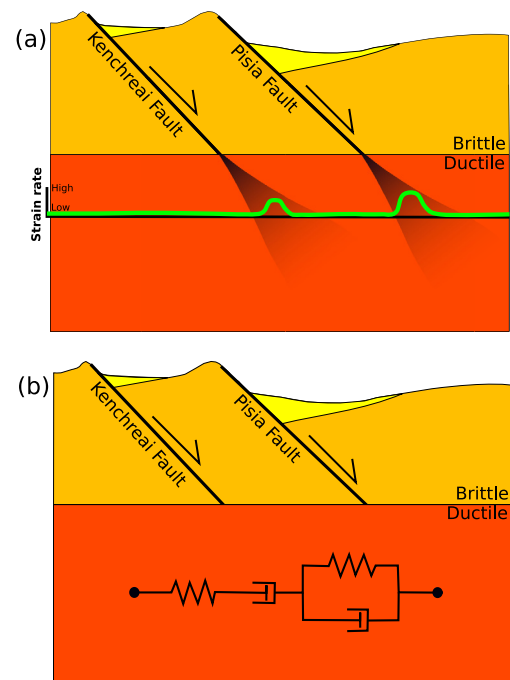 (a)
Kenchreai Fault
Pisia Fault
Brittle
Ductile
Strain rate
High
Low
(b)
Kenchreai Fault
Pisia Fault
Brittle
Ductile